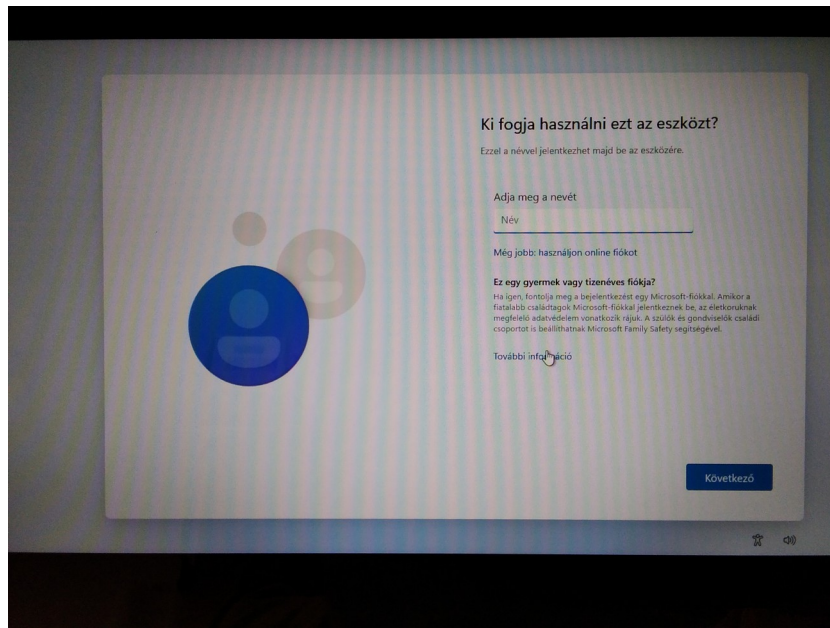 Ki fogja használni ezt az eszközt?
Ezzel a névvel jelentkezhet majd be az eszközére.
Adja meg a nevét
Név
Még jobb: használjon online fiókot
Ez egy gyermek vagy tizenéves fiókja?
Ha igen, fontolja meg a bejelentkezést egy Microsoft-fiókkal. Amikor a
fiatalabb családtagok Microsoft-fiókkal jelentkeznek be, az életkoruknak
megfelelő adatvédelem vonatkozik rájuk. A szülők és gondviselők családi
csoportot is beállíthatnak Microsoft Family Safety segítségével.
További információ
Következő